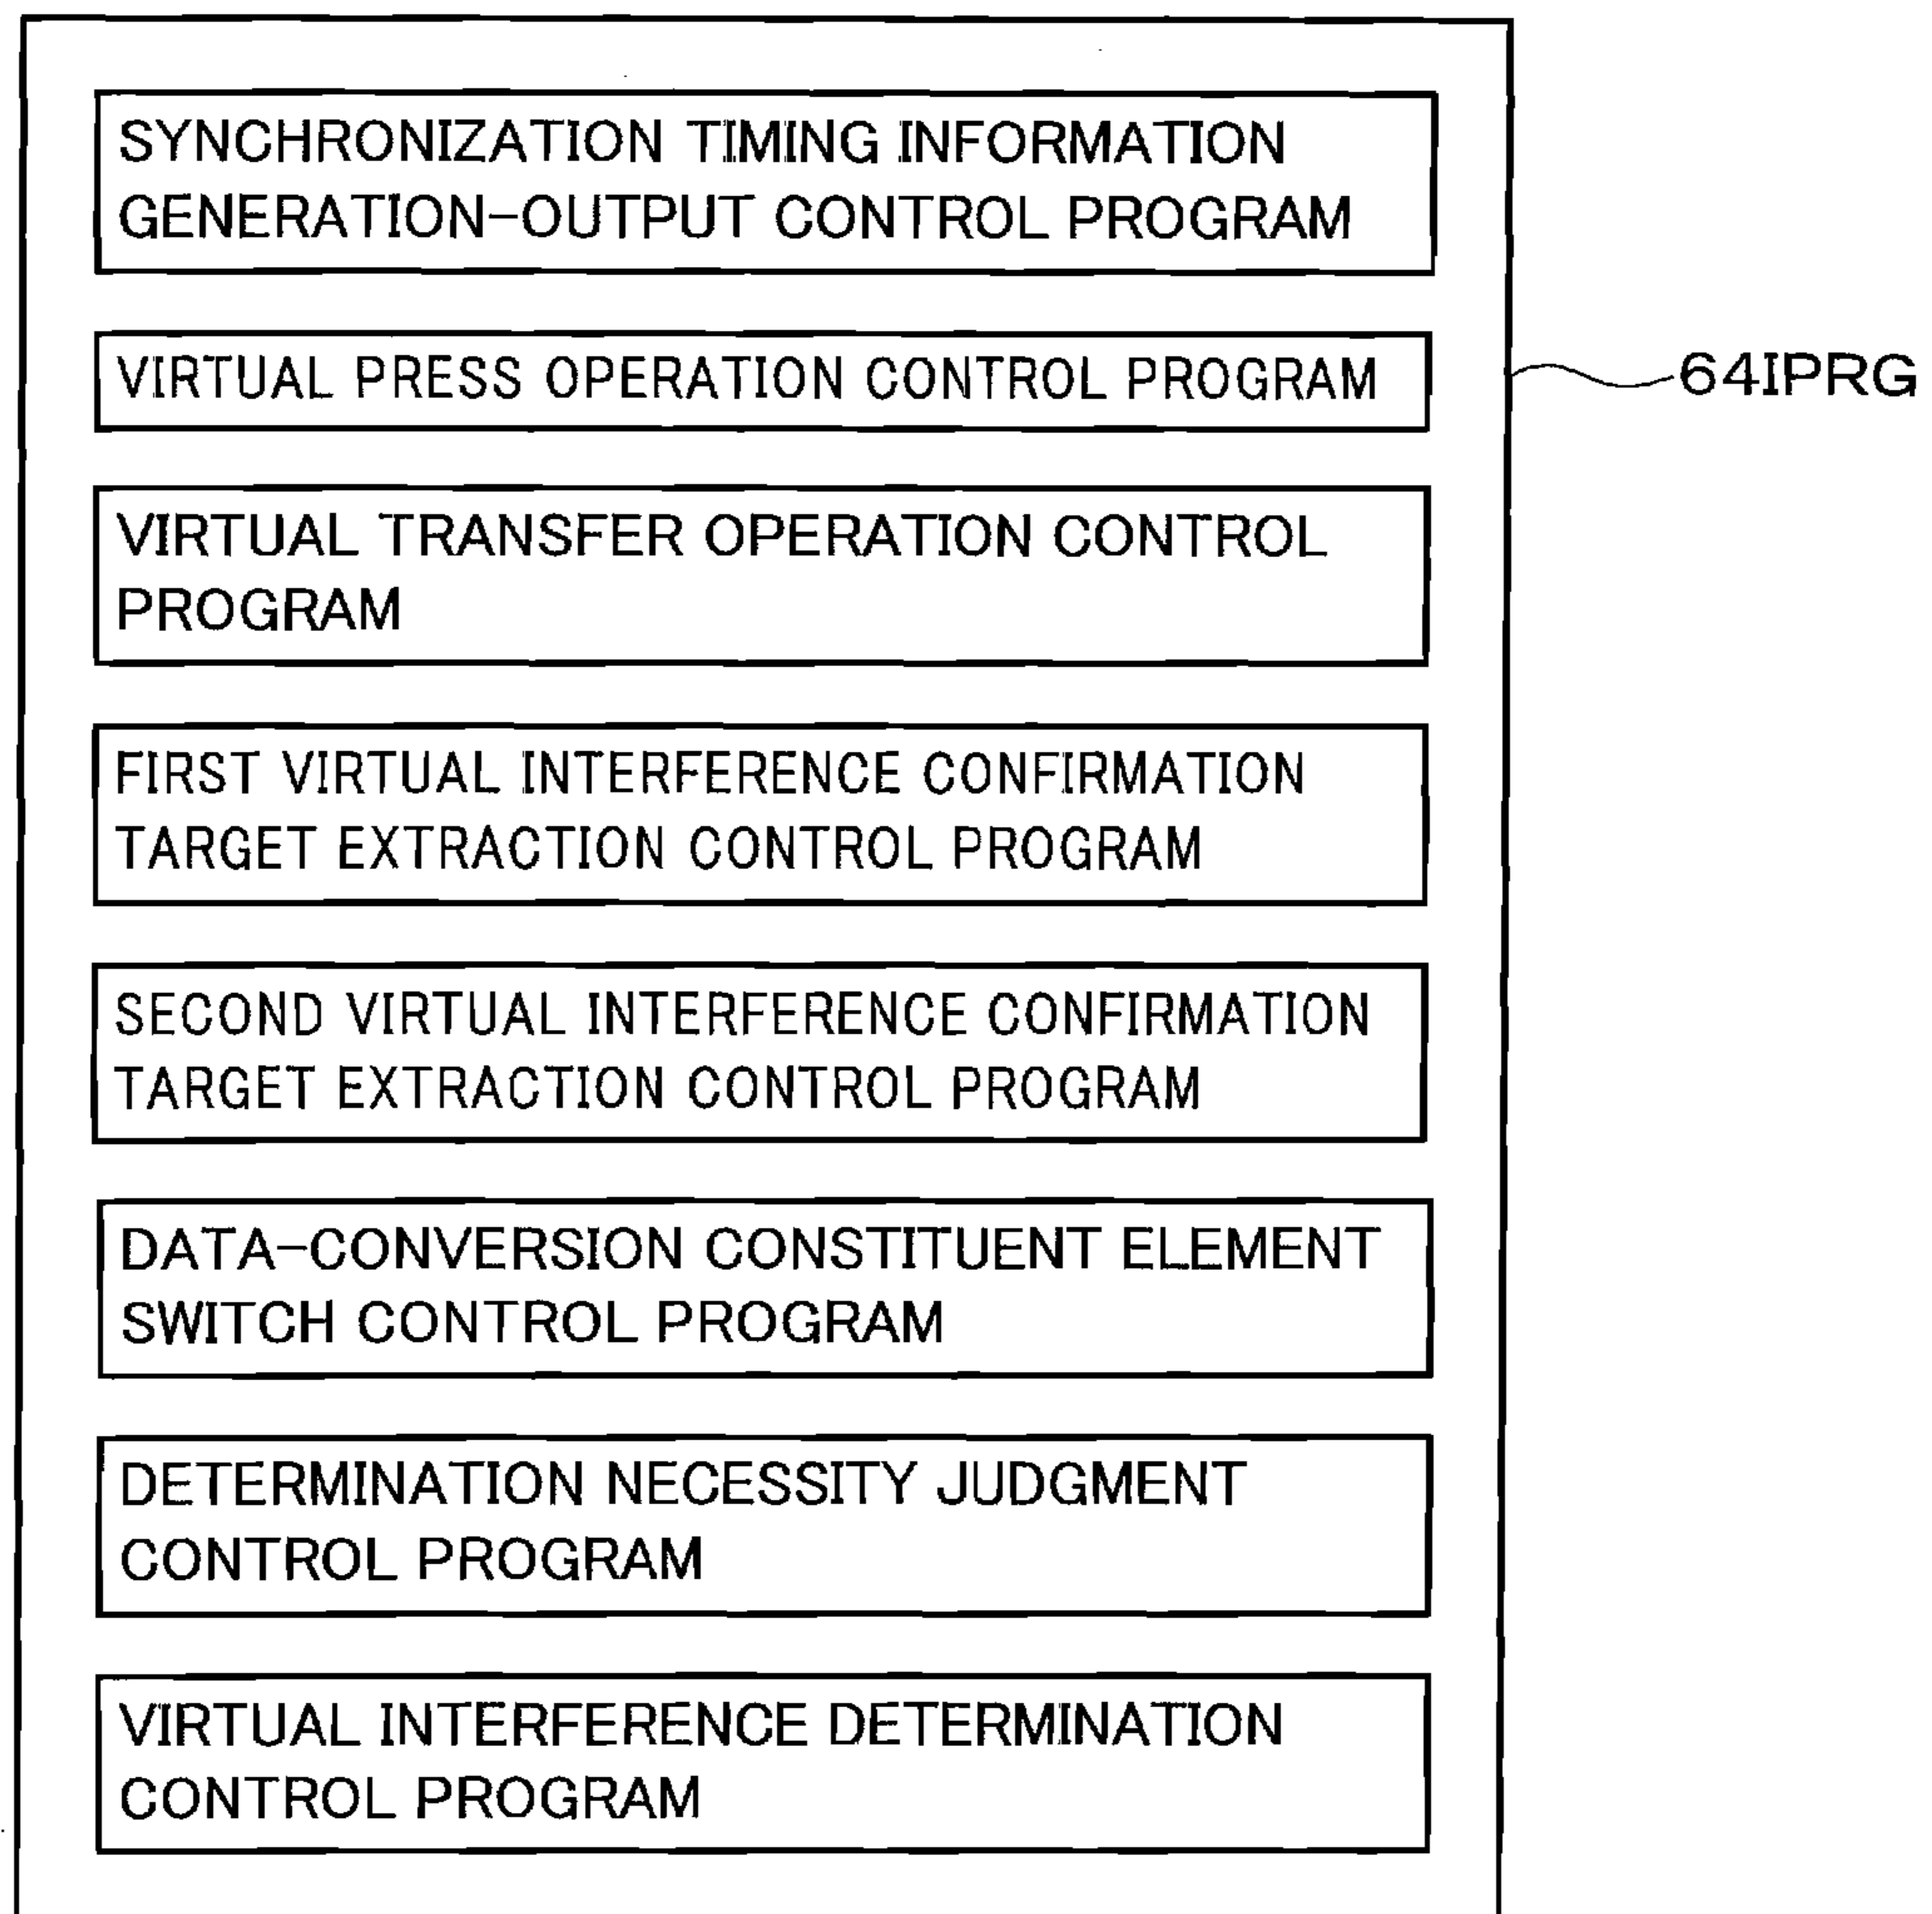 SYNCHRONIZATION TIMING INFORMATION
GENERATION-OUTPUT CONTROL PROGRAM
VIRTUAL PRESS OPERATION CONTROL PROGRAM
64IPRG
VIRTUAL TRANSFER OPERATION CONTROL
PROGRAM
FIRST VIRTUAL INTERFERENCE CONFIRMATION
TARGET EXTRACTION CONTROL PROGRAM
SECOND VIRTUAL INTERFERENCE CONFIRMATION
TARGET EXTRACTION CONTROL PROGRAM
DATA-CONVERSION CONSTITUENT ELEMENT
SWITCH CONTROL PROGRAM
DETERMINATION NECESSITY JUDGMENT
CONTROL PROGRAM
VIRTUAL INTERFERENCE DETERMINATION
CONTROL PROGRAM